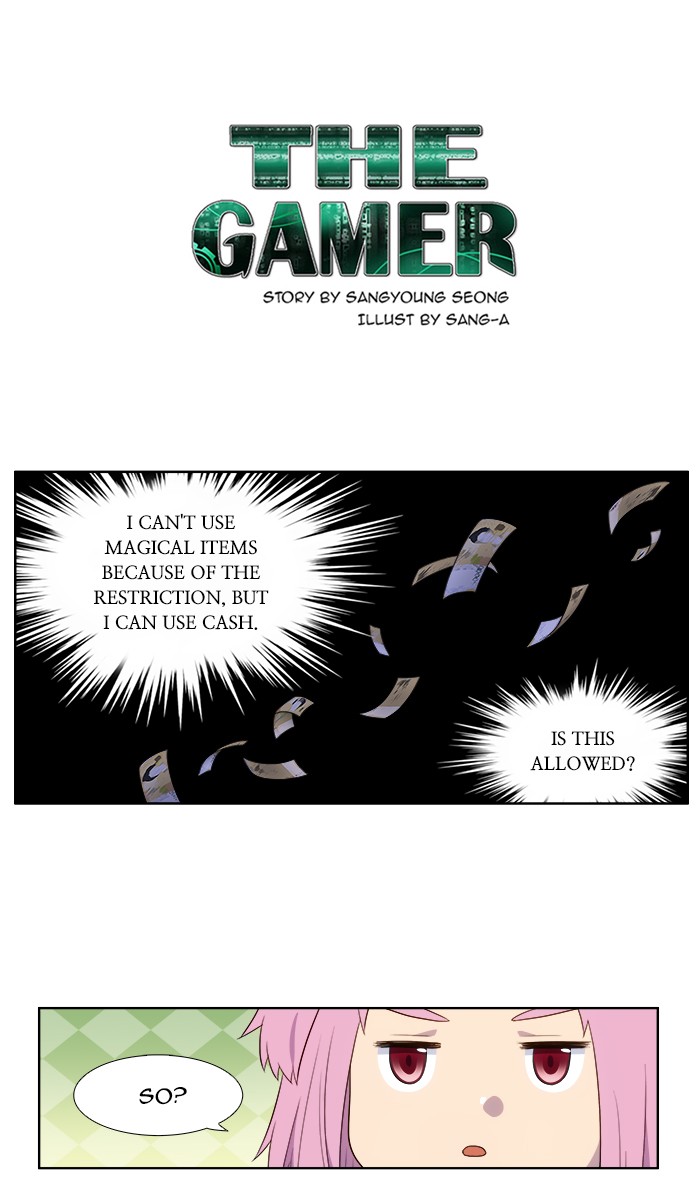 THE
GAMER
STORY BY SANGYOUNG SEONG
ILLUST BY SANG-A
I CAN'T USE
MAGICAL ITEMS
BECAUSE OF THE
RESTRICTION, BUT
I CAN USE CASH.
IS THIS
ALLOWED?
SO?